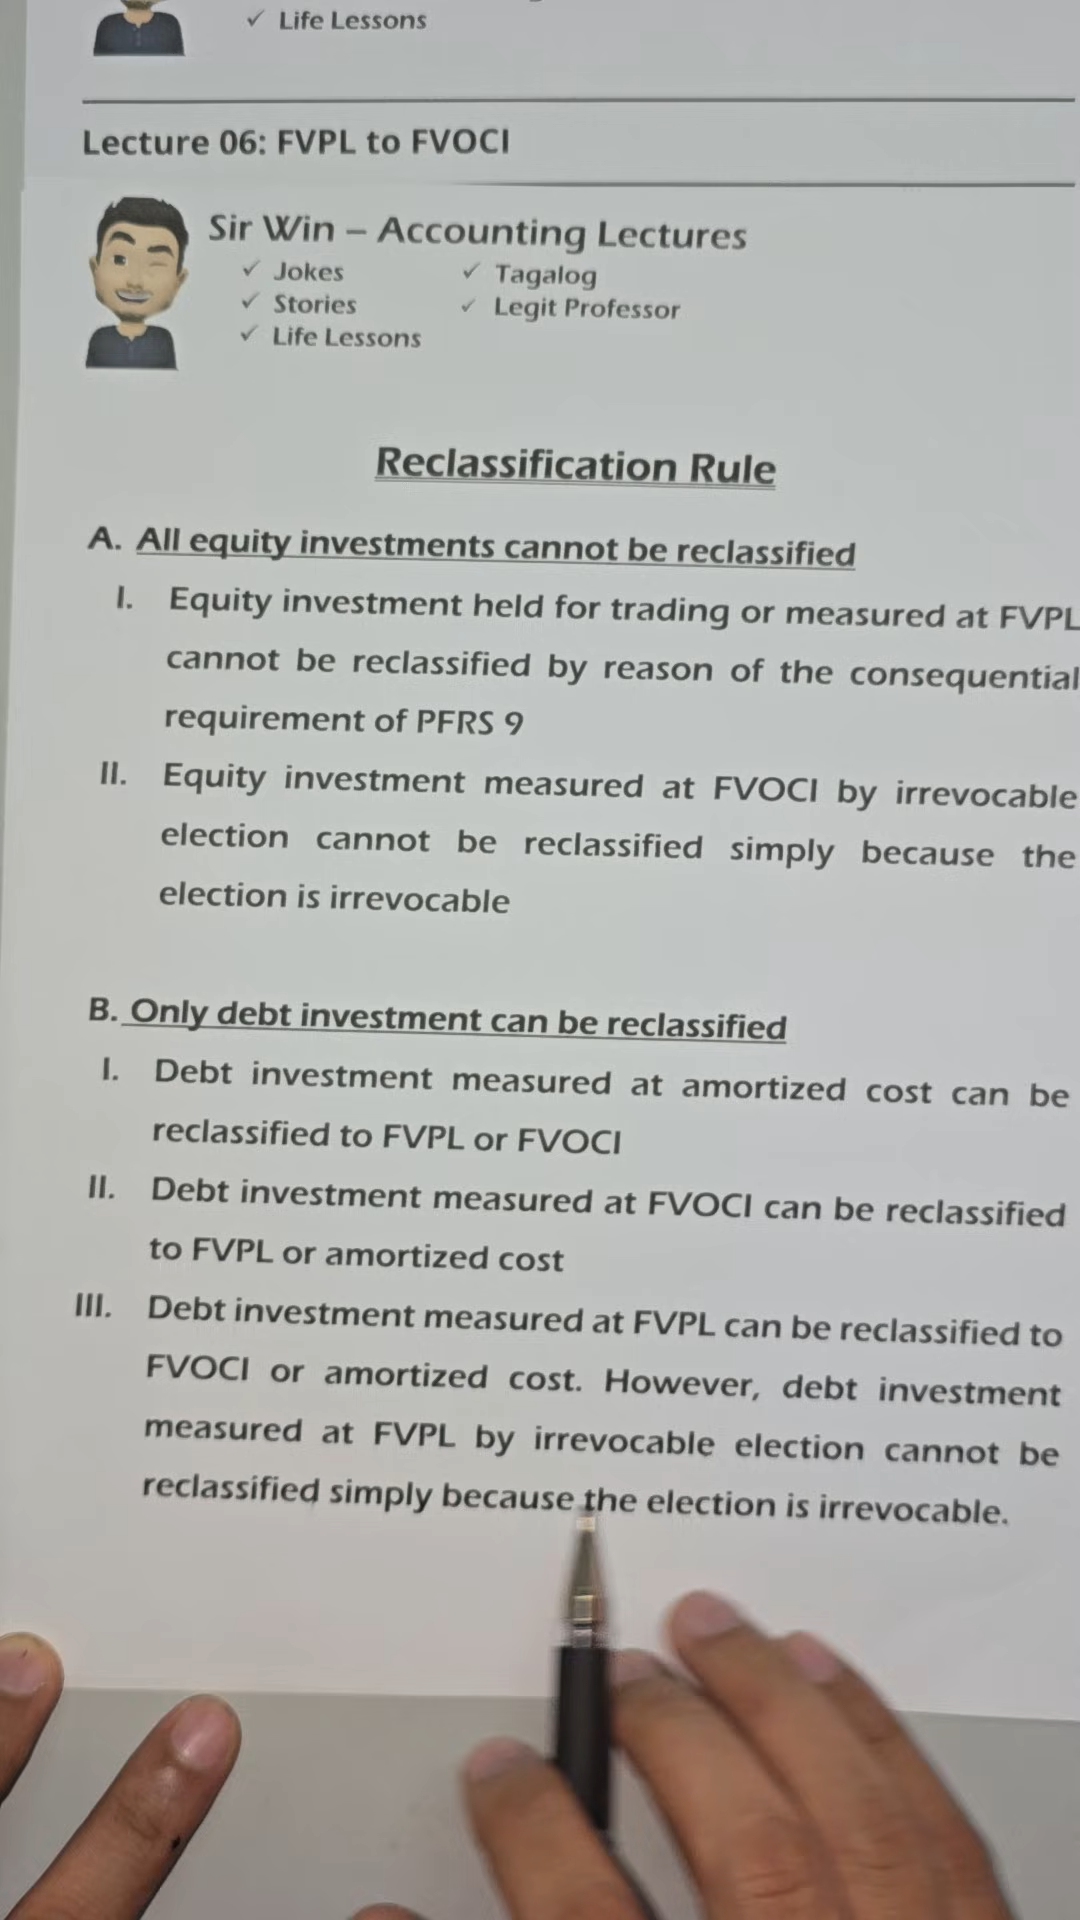 ✓ Life Lessons
Lecture 06: FVPL to FVOCI
Sir Win – Accounting Lectures
✓ Jokes ✓ Tagalog
✓ Stories ✓ Legit Professor
✓ Life Lessons
Reclassification Rule
A. All equity investments cannot be reclassified
I. Equity investment held for trading or measured at FVPL
cannot be reclassified by reason of the consequential
requirement of PFRS 9
II. Equity investment measured at FVOCI by irrevocable
election cannot be reclassified simply because the
election is irrevocable
B. Only debt investment can be reclassified
I. Debt investment measured at amortized cost can be
reclassified to FVPL or FVOCI
II. Debt investment measured at FVOCI can be reclassified
to FVPL or amortized cost
III. Debt investment measured at FVPL can be reclassified to
FVOCI or amortized cost. However, debt investment
measured at FVPL by irrevocable election cannot be
reclassified simply because the election is irrevocable.